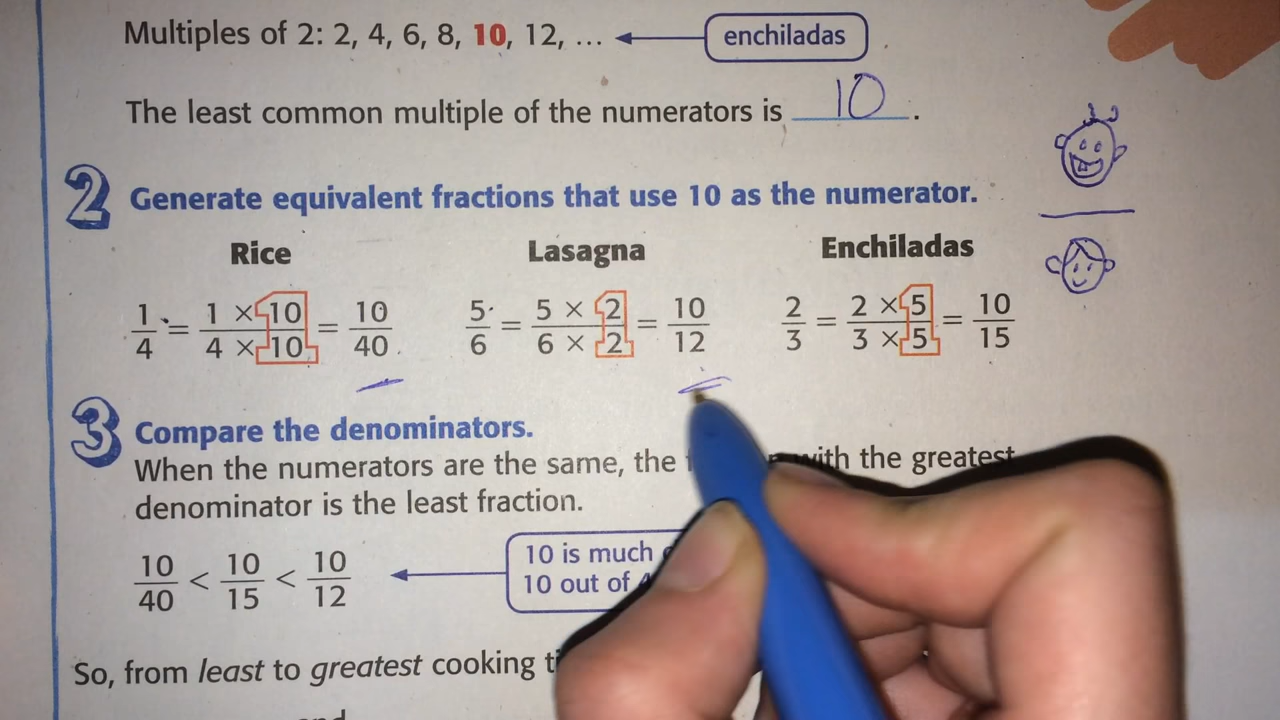 Multiples of 2: 2, 4, 6, 8, 10, 12, ... enchiladas
The least common multiple of the numerators is 10.
2 Generate equivalent fractions that use 10 as the numerator.
Rice Lasagna Enchiladas
1/4 = 1 × 10/4 × 10 = 10/40 5/6 = 5 × 2/6 × 2 = 10/12 2/3 = 2 × 5/3 × 5 = 10/15
3 Compare the denominators.
When the numerators are the same, the with the greatest
denominator is the least fraction.
10/40 < 10/15 < 10/12
10 is much
10 out of
So, from least to greatest cooking